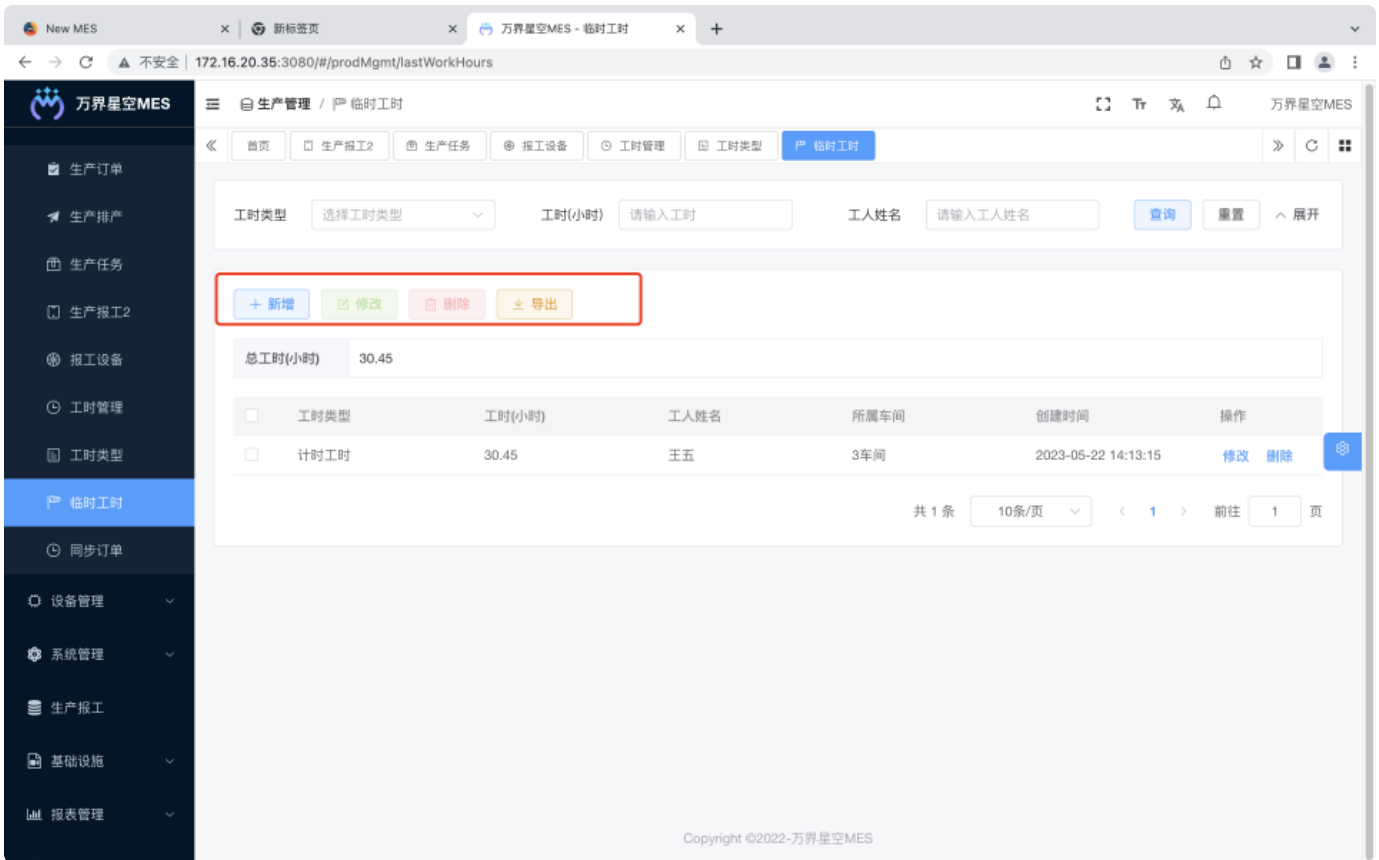 New MES
新标签页
万界星空MES - 临时工时
不安全
172.16.20.35:3080/#/prodMgmt/lastWorkHours
万界星空MES
生产管理 / 临时工时
万界星空MES
首页
生产报工2
生产任务
报工设备
工时管理
工时类型
临时工时
生产订单
生产排产
生产任务
生产报工2
报工设备
工时管理
工时类型
临时工时
同步订单
设备管理
系统管理
生产报工
基础设施
报表管理
工时类型 选择工时类型 工时(小时) 请输入工时 工人姓名 请输入工人姓名 查询 重置 展开
新增 修改 删除 导出
总工时(小时) 30.45
工时类型 工时(小时) 工人姓名 所属车间 创建时间 操作
计时工时 30.45 王五 3车间 2023-05-22 14:13:15 修改 删除
共 1 条 10条/页 1 前往 1 页
Copyright ©2022-万界星空MES